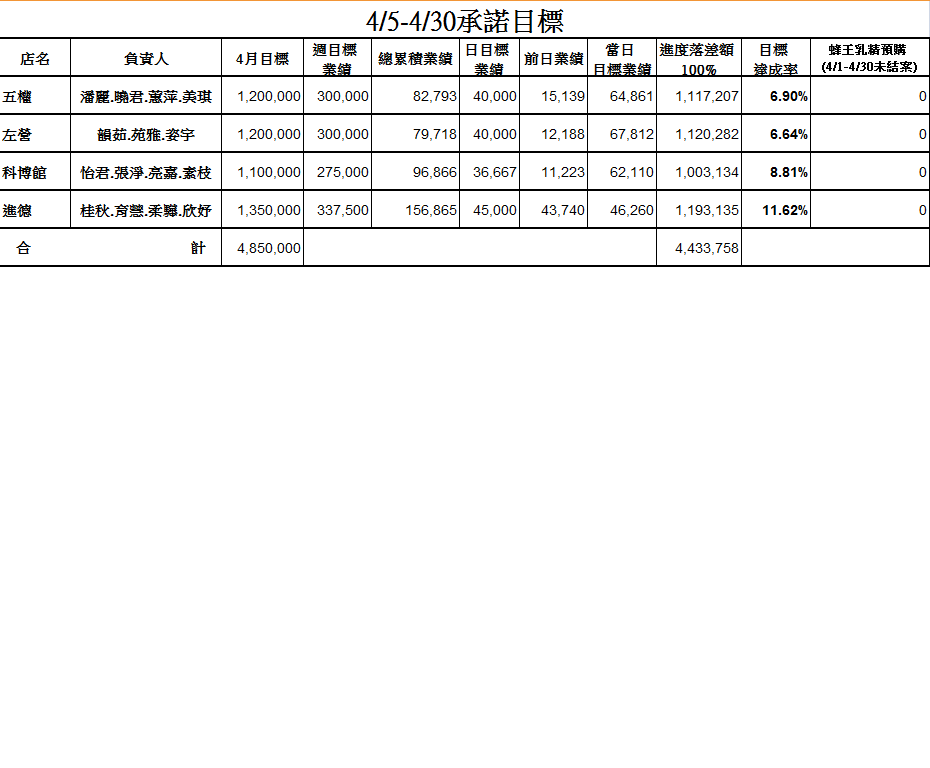 4/5-4/30承諾目標
店名 負責人 4月目標 週目標業績 總累積業績 日目標業績 前日業績 當日目標業績 進度落差額100% 目標達成率 蜂王乳精預購(4/1-4/30未結案)
五權 潘麗.曉君.蕙萍.美琪 1,200,000 300,000 82,793 40,000 15,139 64,861 1,117,207 6.90% 0
左營 韻茹.苑雅.姿宇 1,200,000 300,000 79,718 40,000 12,188 67,812 1,120,282 6.64% 0
科博館 怡君.張淨.亮嘉.素枝 1,100,000 275,000 96,866 36,667 11,223 62,110 1,003,134 8.81% 0
進德 桂秋.育慧.柔驊.欣妤 1,350,000 337,500 156,865 45,000 43,740 46,260 1,193,135 11.62% 0
合 計 4,850,000 4,433,758